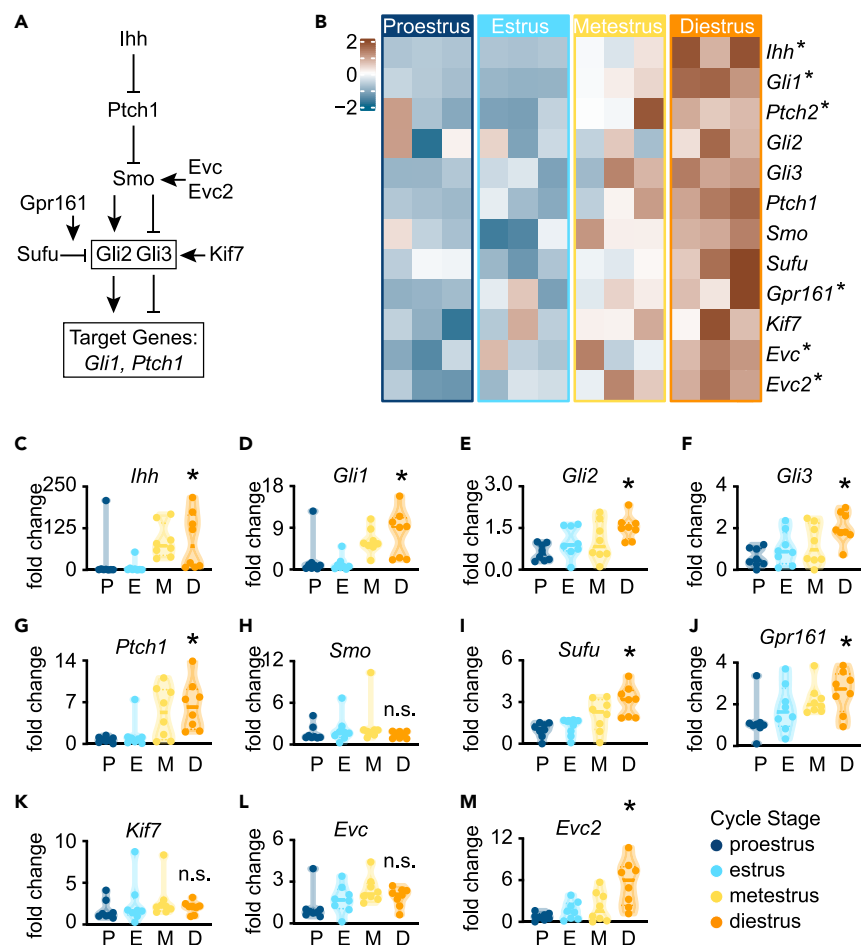 A
Ihh
Ptch1
Smo
Evc
Evc2
Gpr161
Sufu
Gli2 Gli3
Kif7
Target Genes:
Gli1, Ptch1
B
Proestrus Estrus Metestrus Diestrus
2
0
−2
Ihh*
Gli1*
Ptch2*
Gli2
Gli3
Ptch1
Smo
Sufu
Gpr161*
Kif7
Evc*
Evc2*
C
Ihh
*
fold change
250
125
0
P E M D
D
Gli1
*
fold change
18
9
0
P E M D
E
Gli2
*
fold change
3.0
1.5
0.0
P E M D
F
Gli3
*
fold change
4
2
0
P E M D
G
Ptch1
*
fold change
14
7
0
P E M D
H
Smo
n.s.
fold change
14
7
0
P E M D
I
Sufu
*
fold change
6
3
0
P E M D
J
Gpr161
*
fold change
4
2
0
P E M D
K
Kif7
n.s.
fold change
10
5
0
P E M D
L
Evc
n.s.
fold change
6
3
0
P E M D
M
Evc2
*
fold change
12
6
0
P E M D
Cycle Stage
proestrus
estrus
metestrus
diestrus